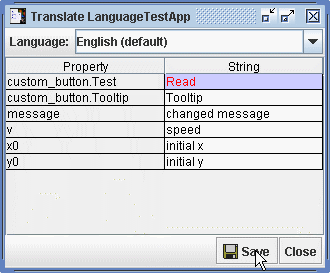 Translate LanguageTestApp
Language: English (default)
Property String
custom_button.Test Read
custom_button.Tooltip Tooltip
message changed message
v speed
x0 initial x
y0 initial y
Save Close